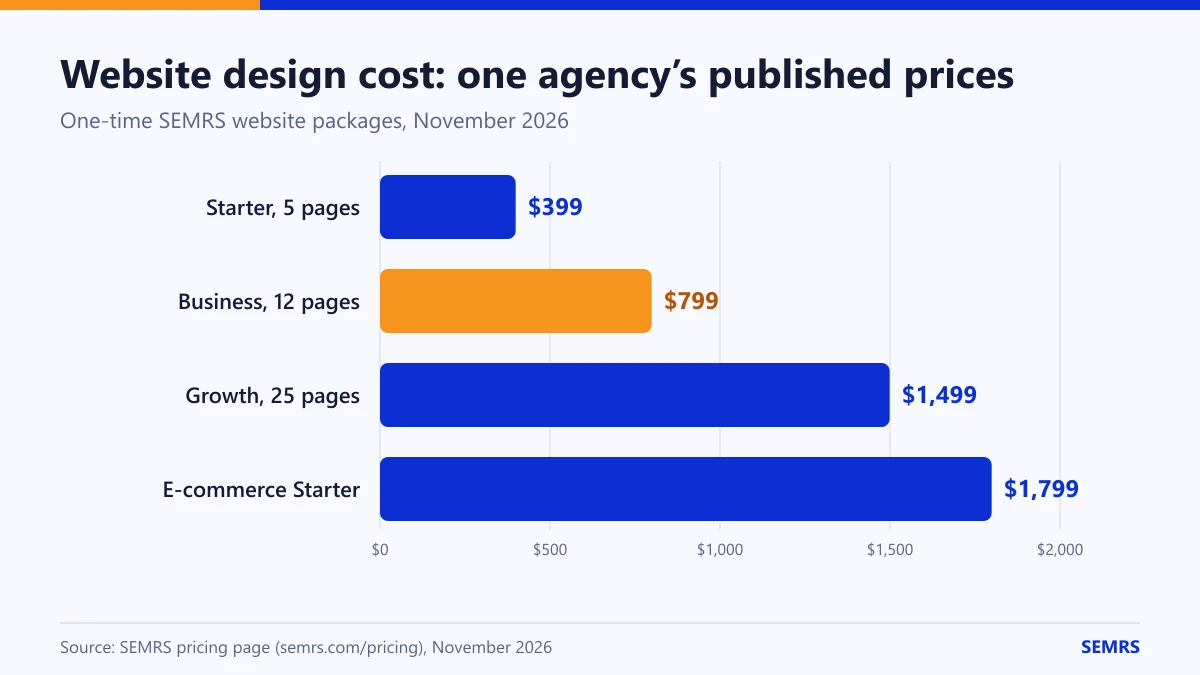 Website design cost: one agency’s published prices
One-time SEMRS website packages, November 2026
Starter, 5 pages
$399
Business, 12 pages
$799
Growth, 25 pages
$1,499
E-commerce Starter
$1,799
$0
$500
$1,000
$1,500
$2,000
Source: SEMRS pricing page (semrs.com/pricing), November 2026
SEMRS